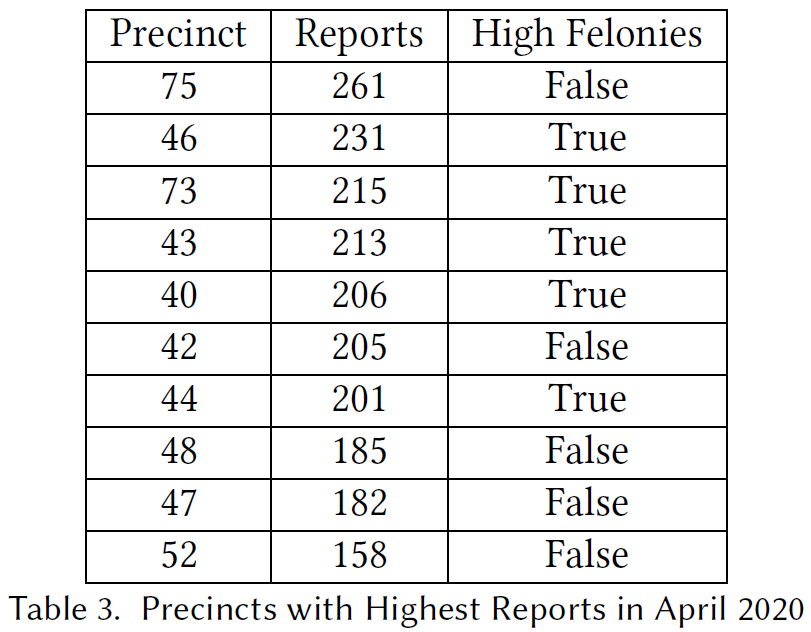 Precinct Reports High Felonies
75 261 False
46 231 True
73 215 True
43 213 True
40 206 True
42 205 False
44 201 True
48 185 False
47 182 False
52 158 False
Table 3. Precincts with Highest Reports in April 2020